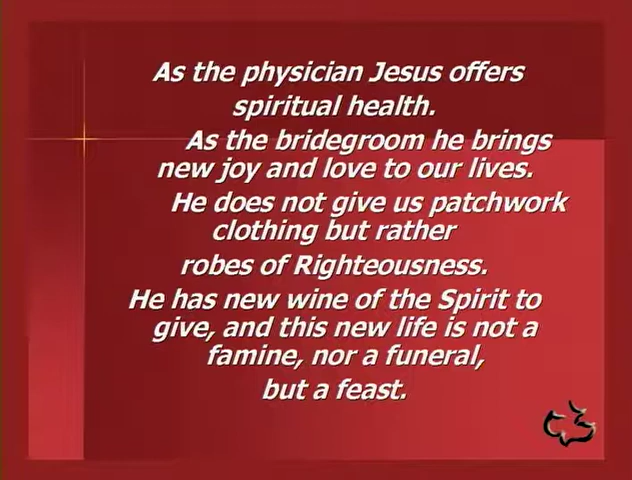 As the physician Jesus offers
spiritual health.
As the bridegroom he brings
new joy and love to our lives.
He does not give us patchwork
clothing but rather
robes of Righteousness.
He has new wine of the Spirit to
give, and this new life is not a
famine, nor a funeral,
but a feast.